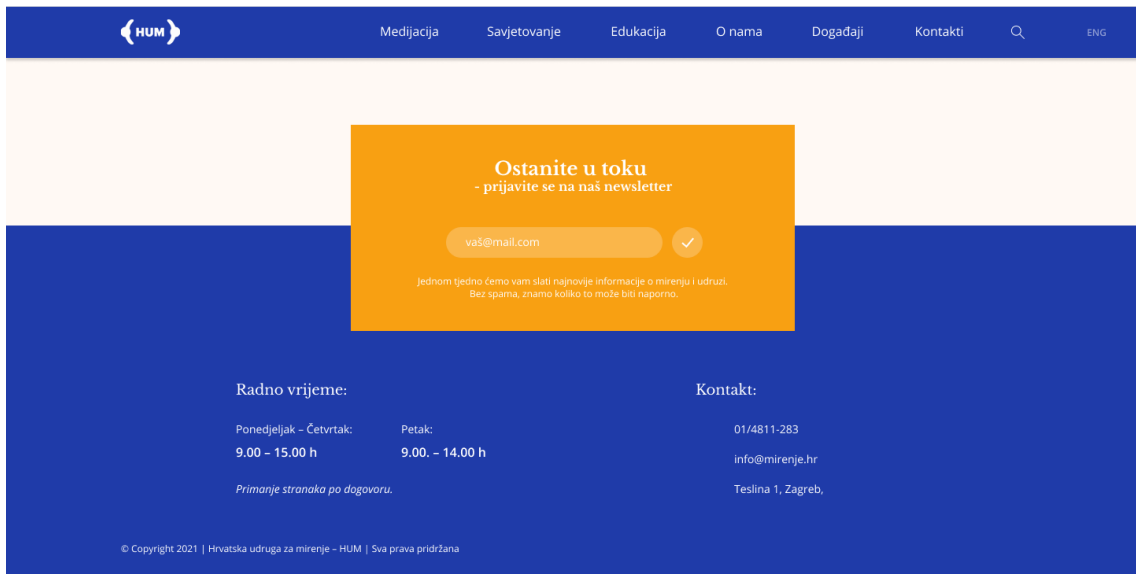 HUM
Medijacija Savjetovanje Edukacija O nama Događaji Kontakti ENG
Ostanite u toku
- prijavite se na naš newsletter
vaš@mail.com
Jednom tjedno ćemo vam slati najnovije informacije o mirenju i udruzi.
Bez spama, znamo koliko to može biti naporno.
Radno vrijeme:
Ponedjeljak – Četvrtak:
9.00 – 15.00 h
Petak:
9.00. – 14.00 h
Primanje stranaka po dogovoru.
Kontakt:
01/4811-283
info@mirenje.hr
Teslina 1, Zagreb,
© Copyright 2021 | Hrvatska udruga za mirenje – HUM | Sva prava pridržana